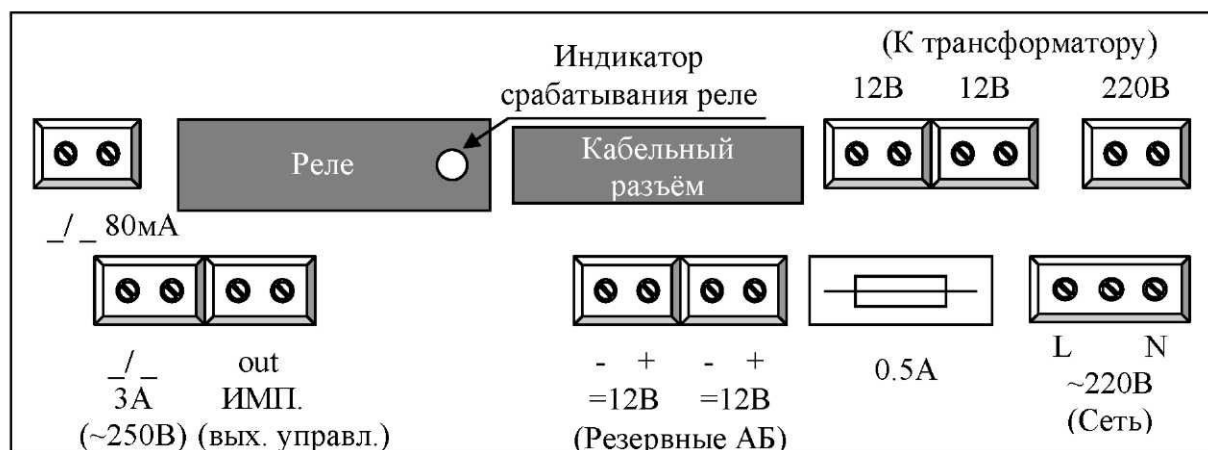 (К трансформатору)
Индикатор
срабатывания реле
12В 12В 220В
Реле
Кабельный
разъём
_/_ 80мА
_/_ out
3А ИМП.
(~250В) (вых. управл.)
- + - +
=12В =12В
(Резервные АБ)
0.5А
L N
~220В
(Сеть)